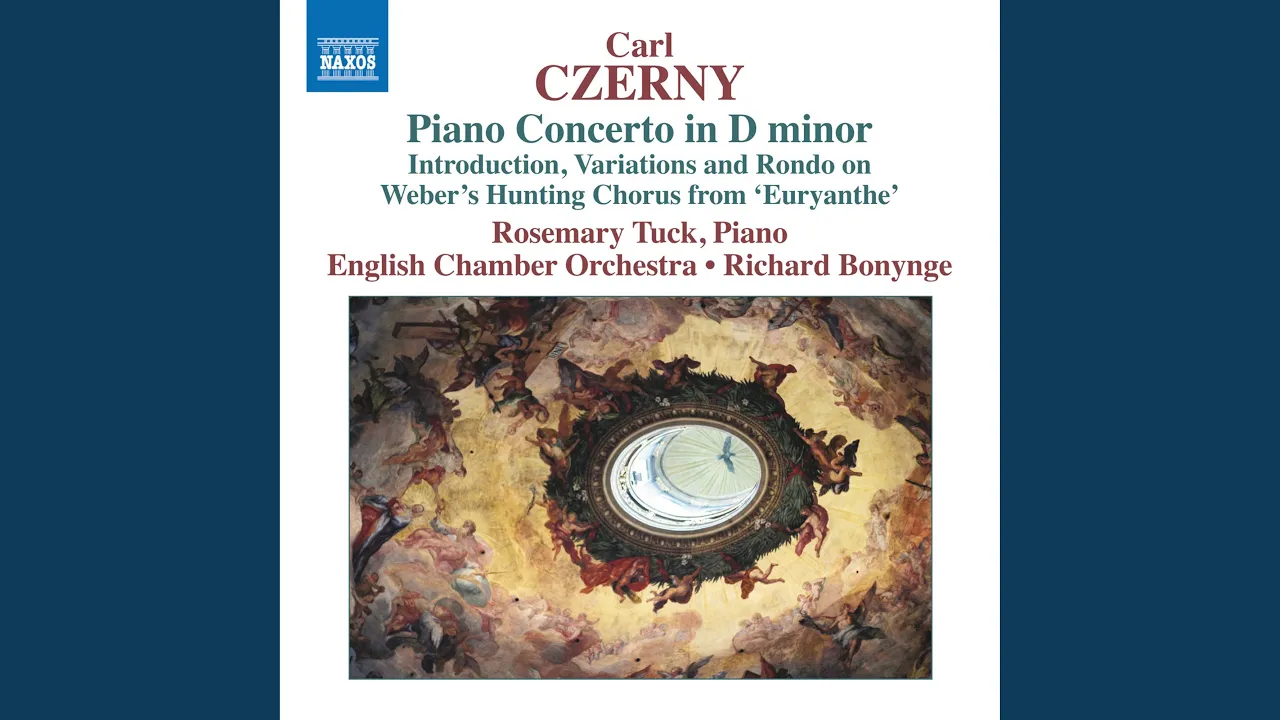 NAXOS
Carl
CZERNY
Piano Concerto in D minor
Introduction, Variations and Rondo on
Weber’s Hunting Chorus from ‘Euryanthe’
Rosemary Tuck, Piano
English Chamber Orchestra • Richard Bonynge